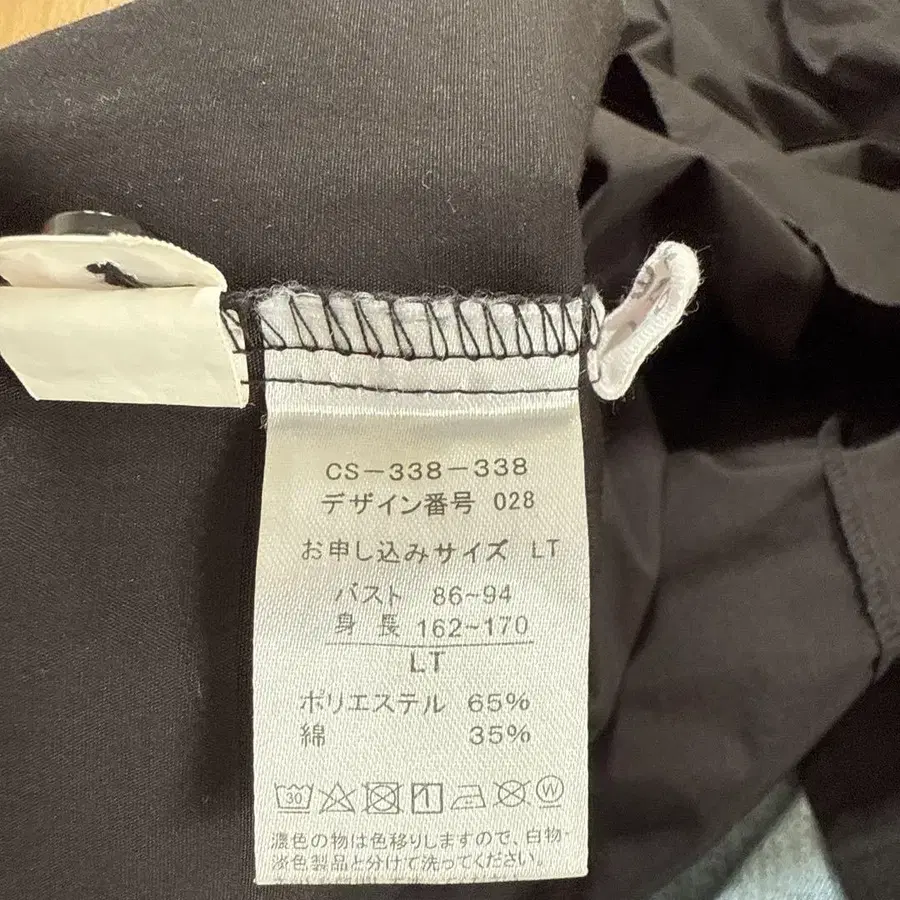 CS-338-338
デザイン番号 028
お申し込みサイズ LT
バスト 86~94
身長 162~170
LT
ポリエステル 65%
綿 35%
30 W
濃色の物は色移りしますので、白物・
淡色製品と分けて洗ってください。